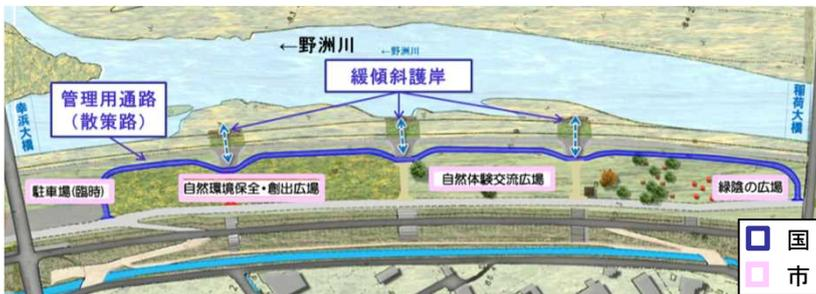 ←野洲川
←野洲川
緩傾斜護岸
管理用通路
(散策路)
幸浜大橋
稲荷大橋
駐車場(臨時)
自然環境保全・創出広場
自然体験交流広場
緑陰の広場
国
市